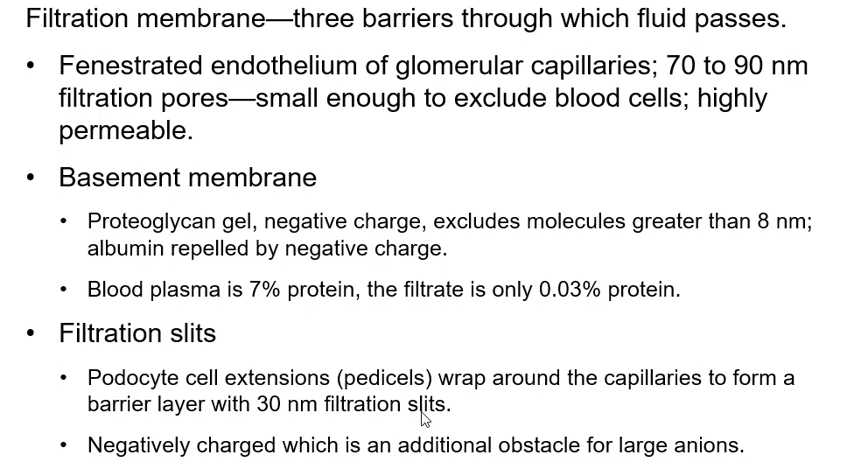 Filtration membrane—three barriers through which fluid passes.
• Fenestrated endothelium of glomerular capillaries; 70 to 90 nm
filtration pores—small enough to exclude blood cells; highly
permeable.
• Basement membrane
• Proteoglycan gel, negative charge, excludes molecules greater than 8 nm;
albumin repelled by negative charge.
• Blood plasma is 7% protein, the filtrate is only 0.03% protein.
• Filtration slits
• Podocyte cell extensions (pedicels) wrap around the capillaries to form a
barrier layer with 30 nm filtration slits.
• Negatively charged which is an additional obstacle for large anions.